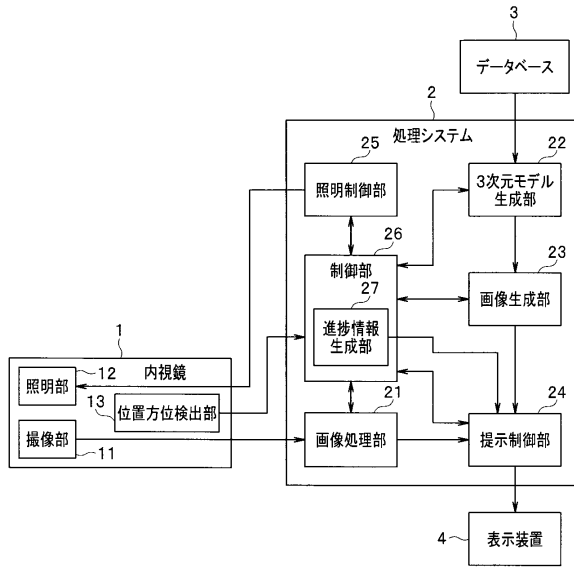 3
データベース
2
処理システム
25
照明制御部
22
3次元モデル
生成部
26
制御部
27
進捗情報
生成部
23
画像生成部
1
内視鏡
12
照明部
13
位置方位検出部
撮像部
11
21
画像処理部
24
提示制御部
4
表示装置